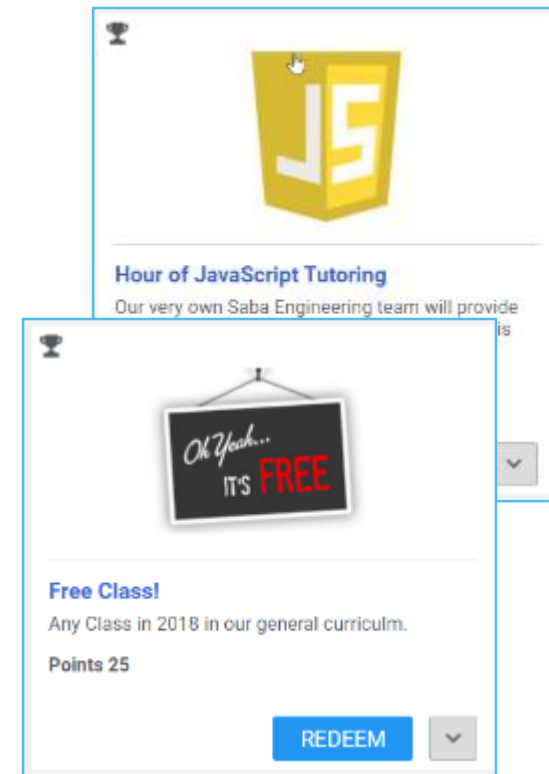 JS
Hour of JavaScript Tutoring
Our very own Saba Engineering team will provide
is
Oh Yeah...
IT'S FREE
Free Class!
Any Class in 2018 in our general curriculm.
Points 25
REDEEM